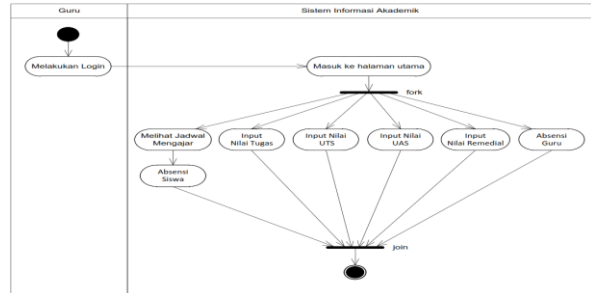 Guru
Sistem Informasi Akademik
Melakukan Login
Masuk ke halaman utama
fork
Melihat Jadwal
Mengajar
Input
Nilai Tugas
Input Nilai
UTS
Input Nilai
UAS
Input
Nilai Remedial
Absensi
Guru
Absensi
Siswa
join